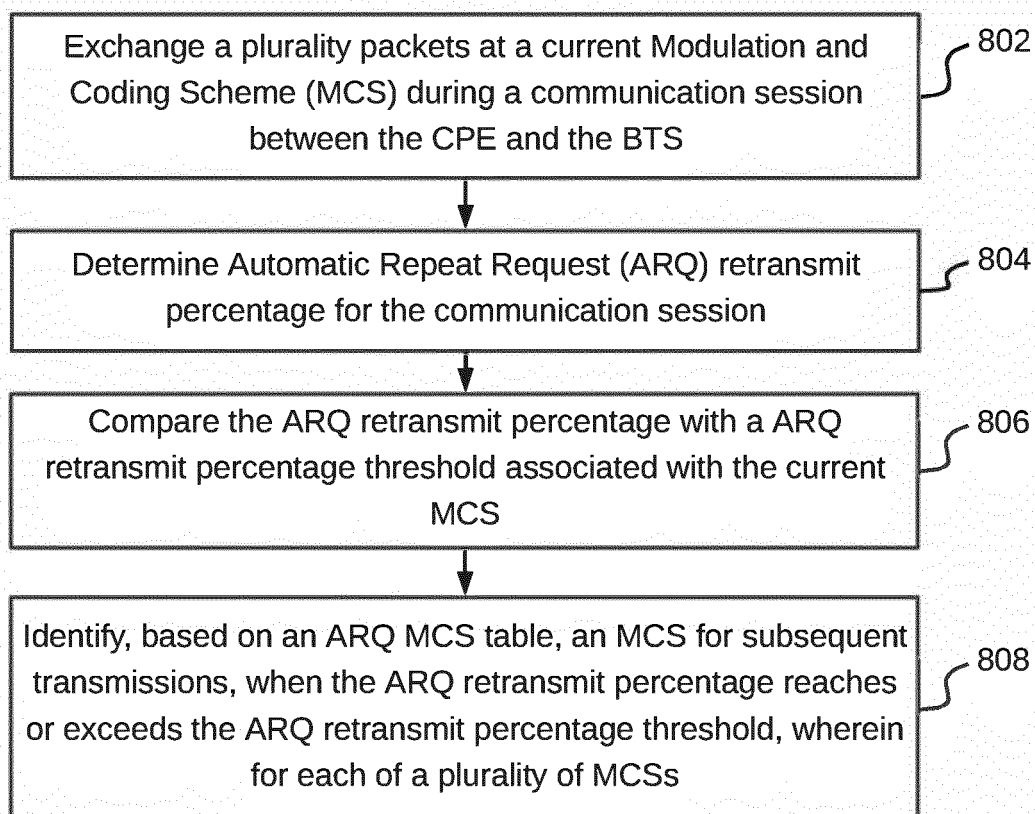 Exchange a plurality packets at a current Modulation and
Coding Scheme (MCS) during a communication session
between the CPE and the BTS
802
Determine Automatic Repeat Request (ARQ) retransmit
percentage for the communication session
804
Compare the ARQ retransmit percentage with a ARQ
retransmit percentage threshold associated with the current
MCS
806
Identify, based on an ARQ MCS table, an MCS for subsequent
transmissions, when the ARQ retransmit percentage reaches
or exceeds the ARQ retransmit percentage threshold, wherein
for each of a plurality of MCSs
808